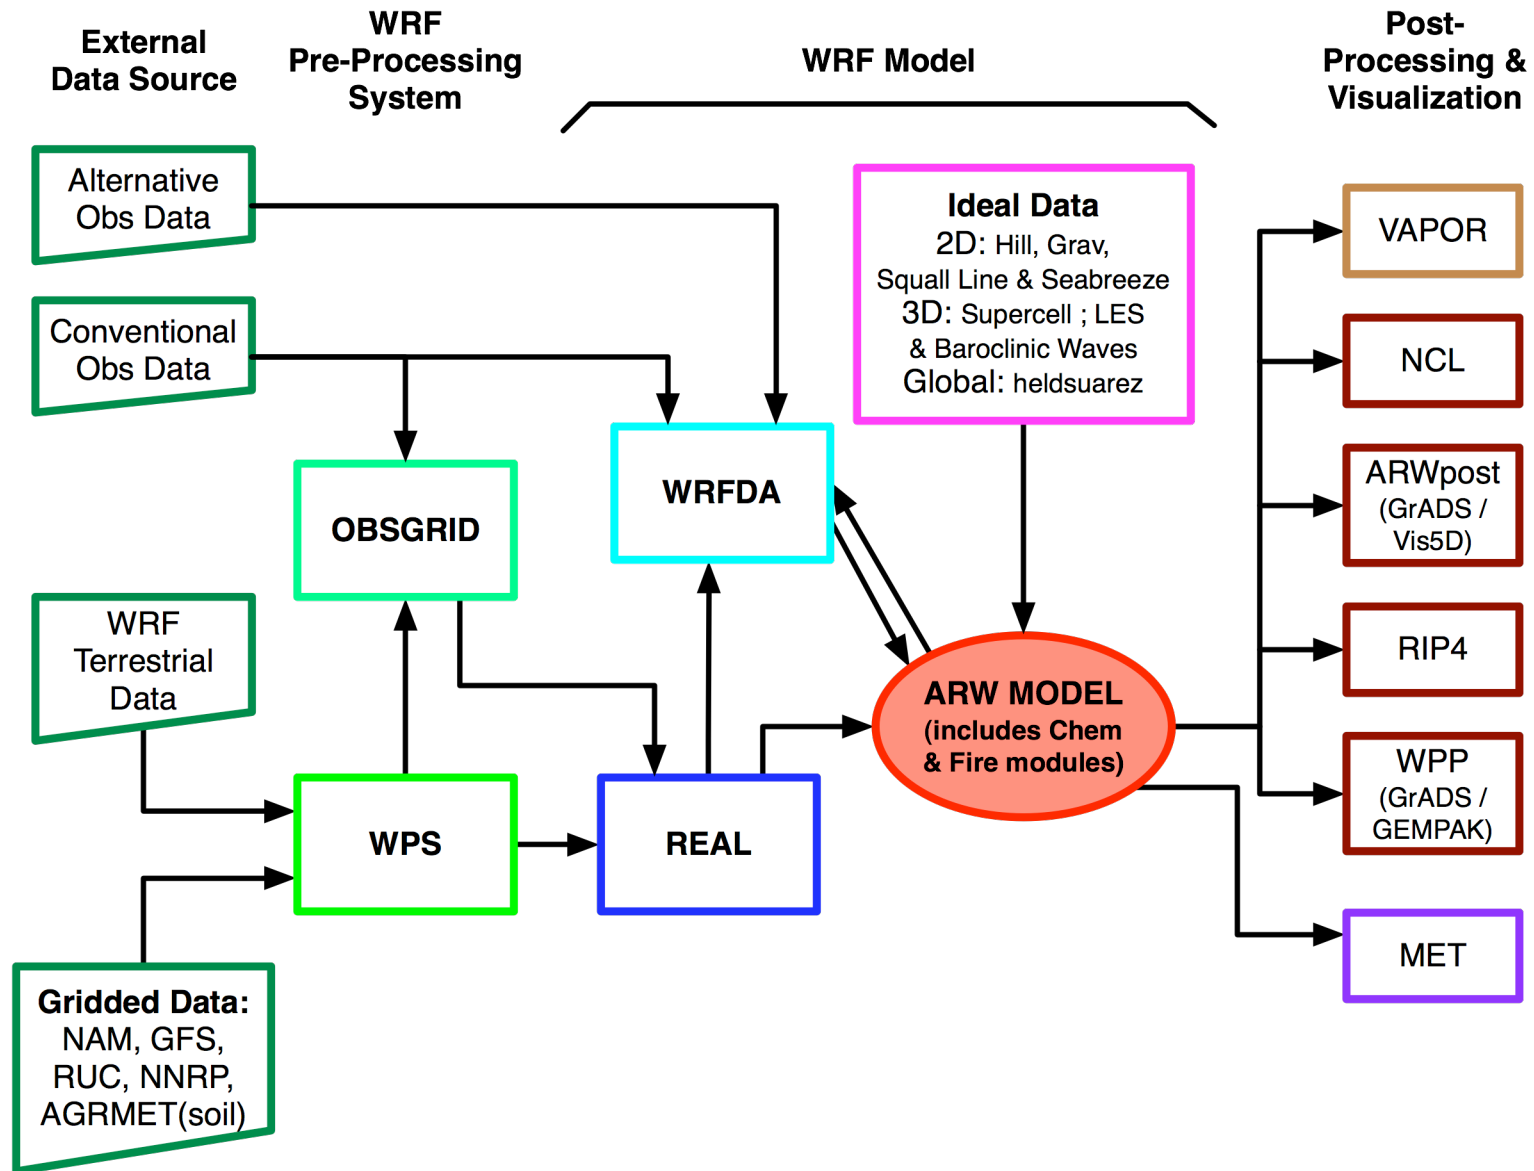 External
Data Source
WRF
Pre-Processing
System
WRF Model
Post-
Processing &
Visualization
Alternative
Obs Data
Conventional
Obs Data
WRF
Terrestrial
Data
Gridded Data:
NAM, GFS,
RUC, NNRP,
AGRMET(soil)
OBSGRID
WPS
WRFDA
REAL
Ideal Data
2D: Hill, Grav,
Squall Line & Seabreeze
3D: Supercell ; LES
& Baroclinic Waves
Global: heldsuarez
ARW MODEL
(includes Chem
& Fire modules)
VAPOR
NCL
ARWpost
(GrADS /
Vis5D)
RIP4
WPP
(GrADS /
GEMPAK)
MET